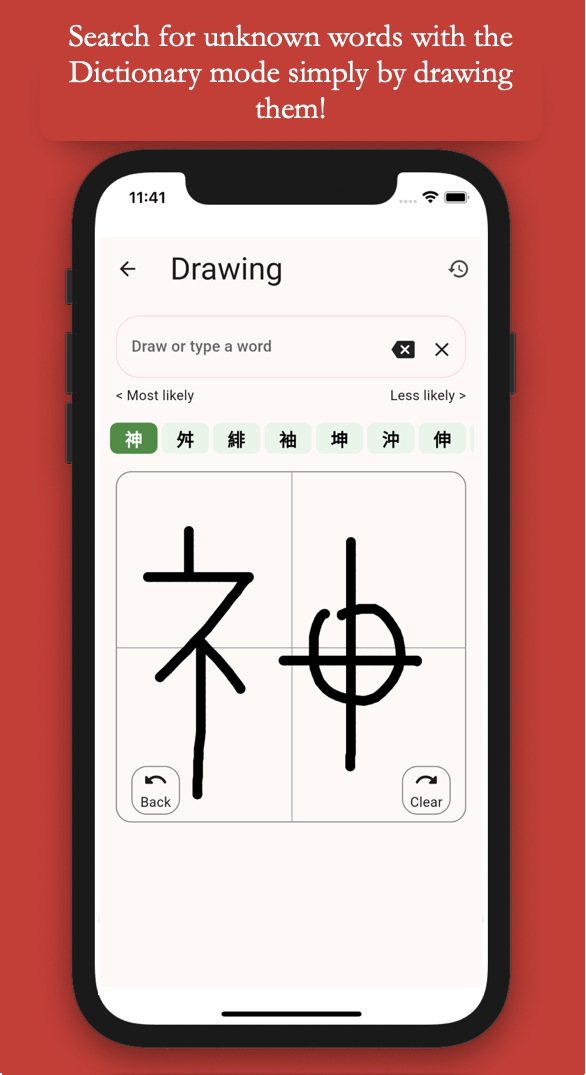 Search for unknown words with the
Dictionary mode simply by drawing
them!
11:41
Drawing
Draw or type a word
< Most likely Less likely >
神 舛 緋 袖 坤 沖 伸
Back Clear